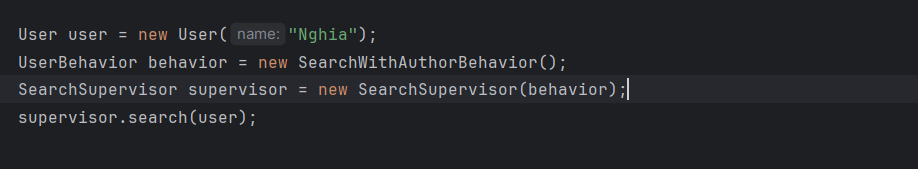 User user = new User( name: "Nghia");
UserBehavior behavior = new SearchWithAuthorBehavior();
SearchSupervisor supervisor = new SearchSupervisor(behavior);
supervisor.search(user);